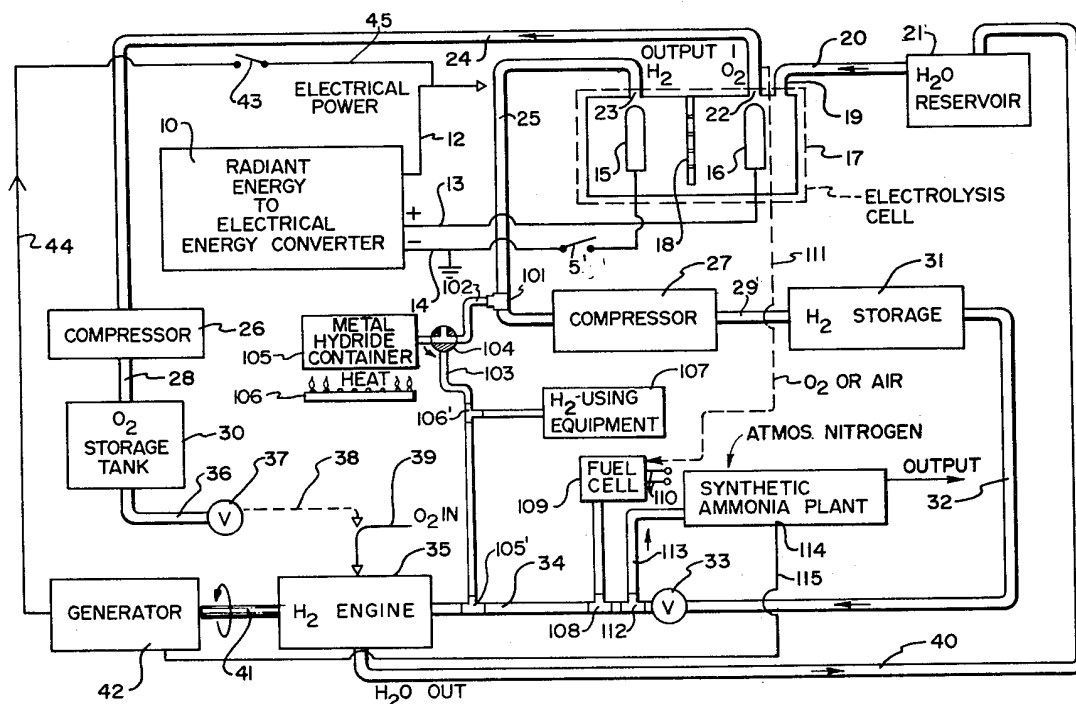 45
24
OUTPUT 1
H2
O2
20
21
H2O
RESERVOIR
19
43
ELECTRICAL
POWER
23
22
25
10
12
15
16
17
18
RADIANT
ENERGY
TO
ELECTRICAL
ENERGY CONVERTER
13
+
−
ELECTROLYSIS
CELL
44
14
5'
111
102
101
27
29'
31
COMPRESSOR
26
METAL
HYDRIDE
CONTAINER
105
104
COMPRESSOR
H2 STORAGE
28
HEAT
106
103
107
O2 OR AIR
O2
STORAGE
TANK
30
106'
H2-USING
EQUIPMENT
ATMOS. NITROGEN
36
37
V
38
39
O2 IN
FUEL
CELL
109
110
SYNTHETIC
AMMONIA PLANT
OUTPUT
32
35
105'
34
113
33
114
115
GENERATOR
H2 ENGINE
108
112
V
42
41
H2O OUT
40